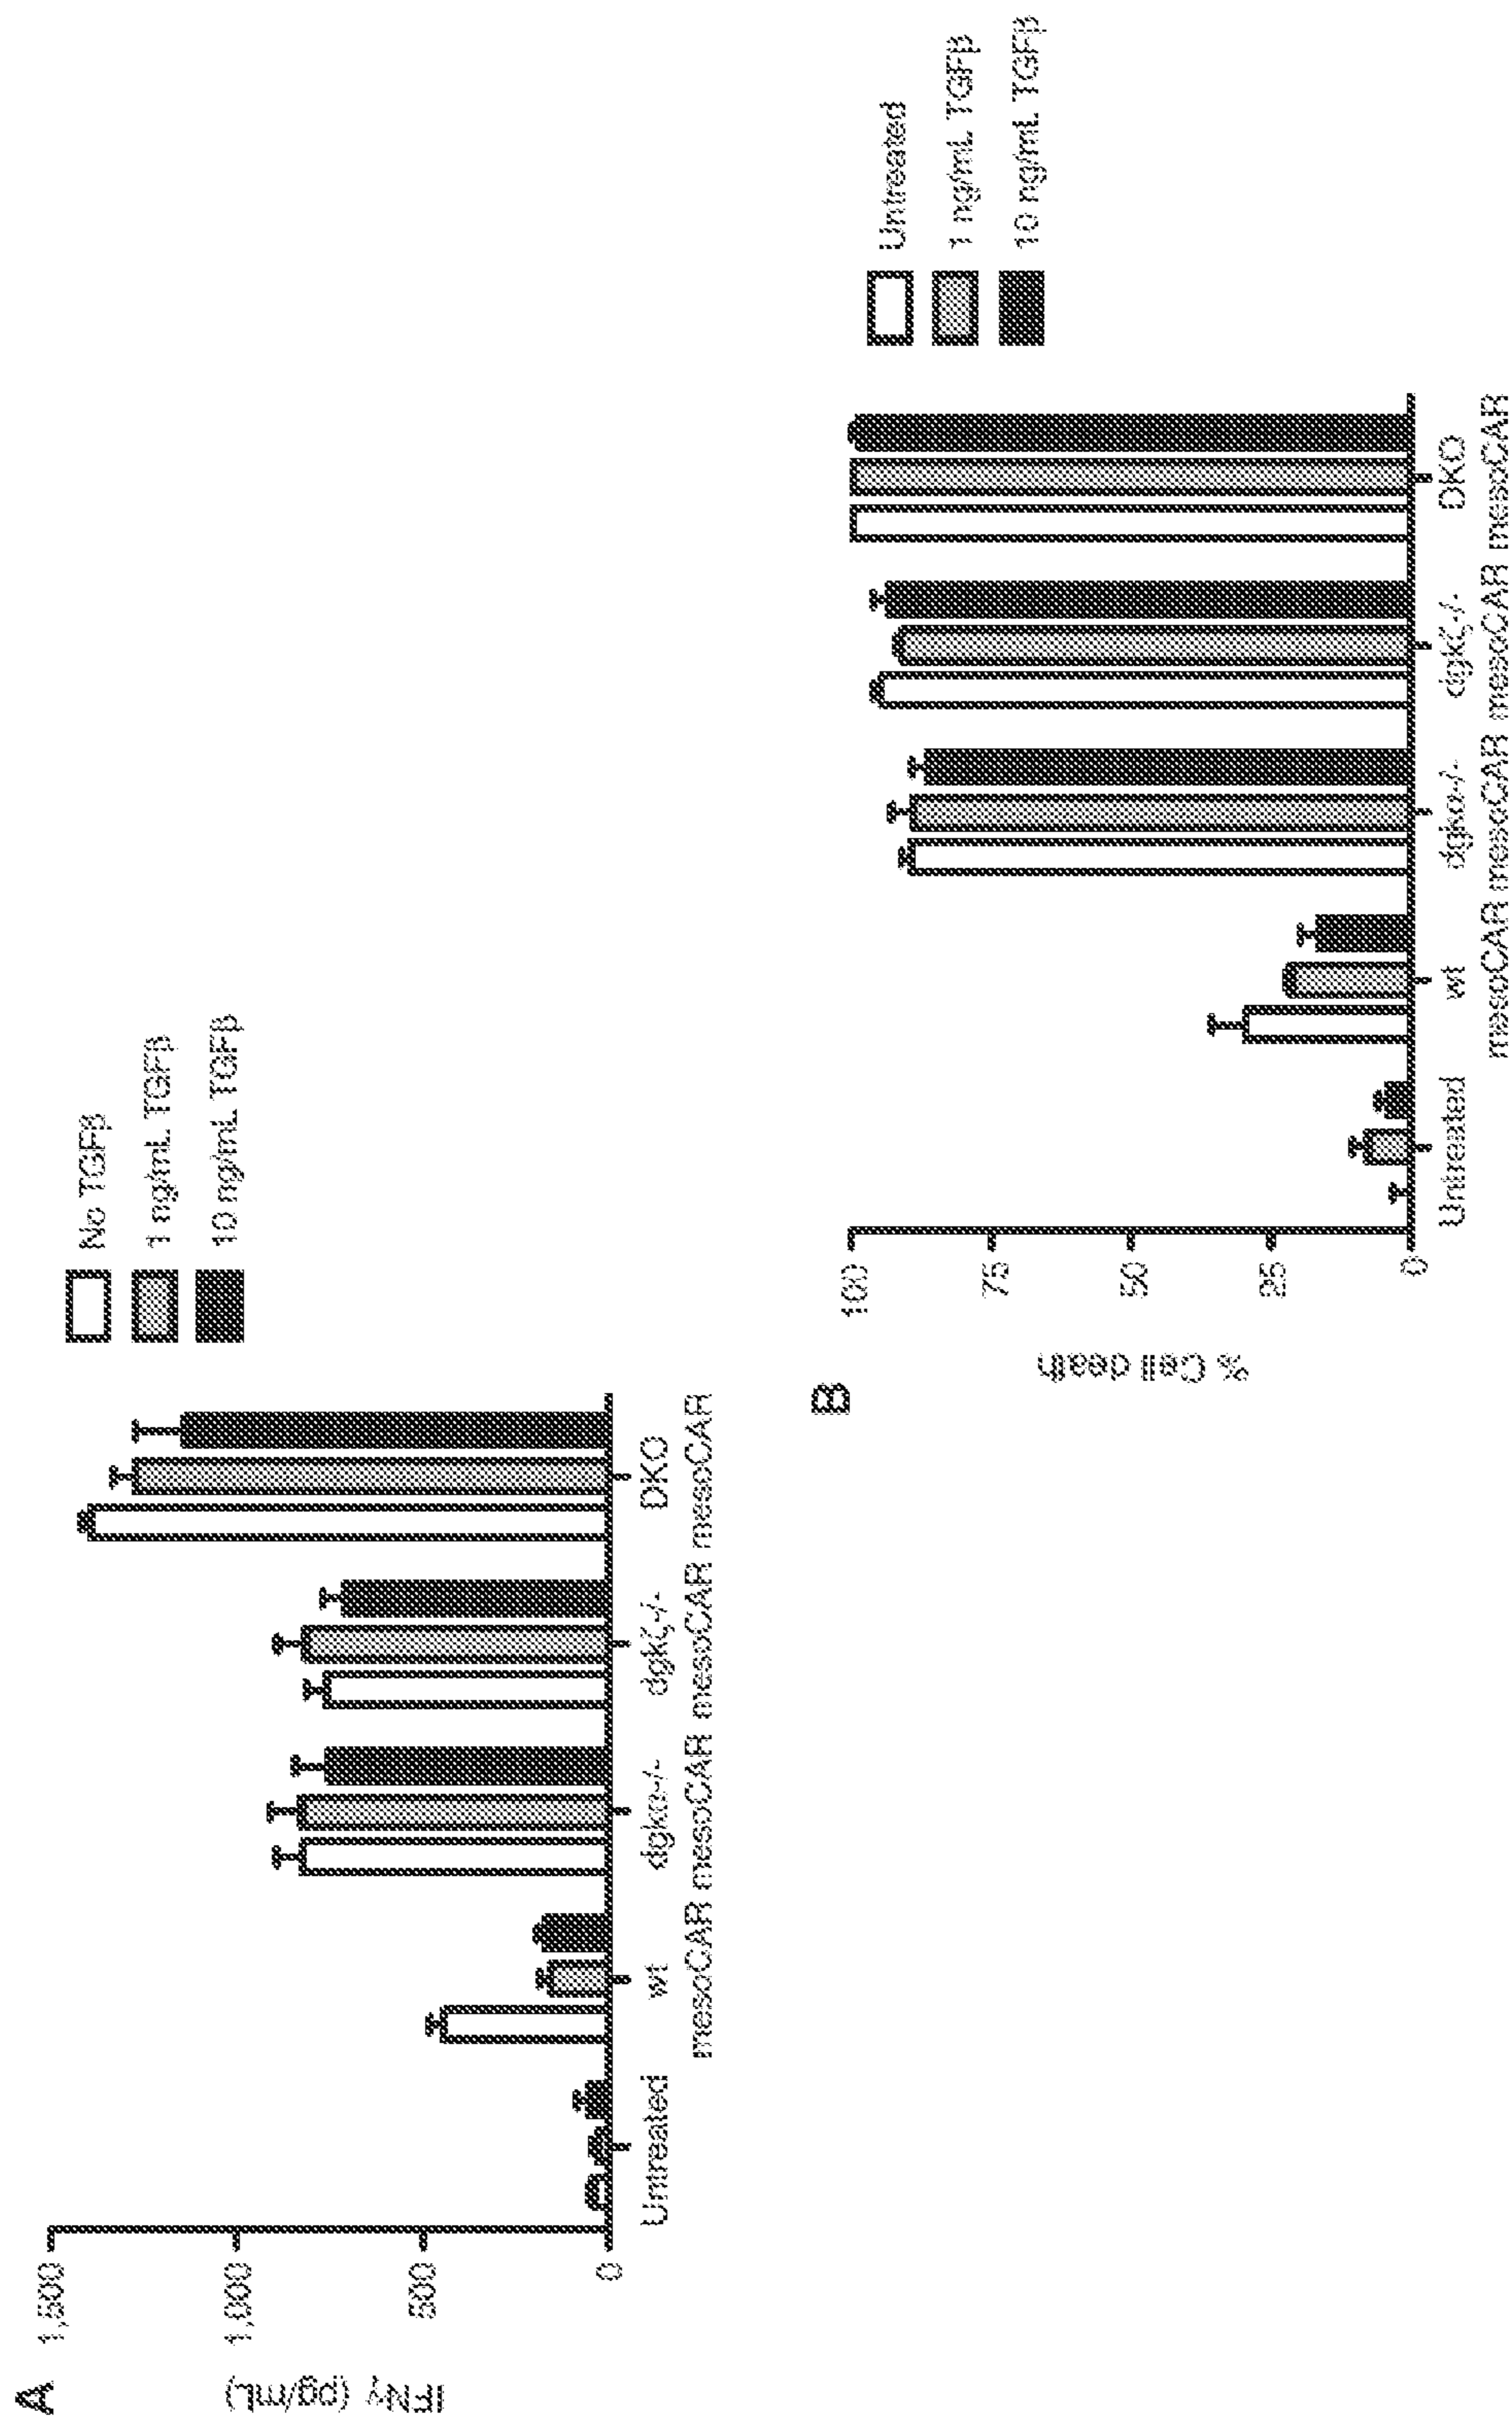 A
IFNγ (pg/mL)
1,500
1,000
500
0
No TGFβ
1 ng/mL TGFβ
10 ng/mL TGFβ
Untreated
wt
dgkα-/-
dgkζ-/-
DKO
mesoCAR mesoCAR mesoCAR mesoCAR
B
% Cell death
100
75
50
25
0
Untreated
1 ng/mL TGFβ
10 ng/mL TGFβ
Untreated
wt
dgkα-/-
dgkζ-/-
DKO
mesoCAR mesoCAR mesoCAR mesoCAR